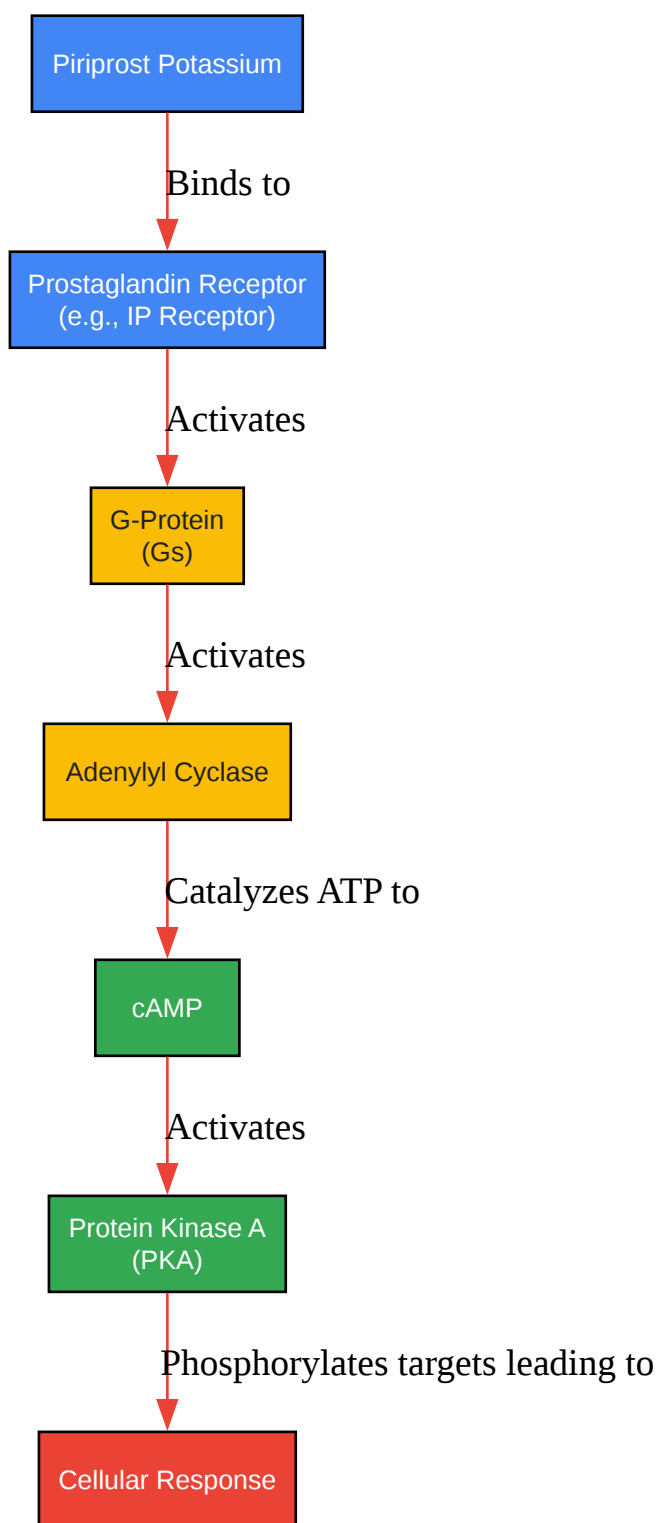 Piriprost Potassium
Binds to
Prostaglandin Receptor
(e.g., IP Receptor)
Activates
G-Protein
(Gs)
Activates
Adenylyl Cyclase
Catalyzes ATP to
cAMP
Activates
Protein Kinase A
(PKA)
Phosphorylates targets leading to
Cellular Response